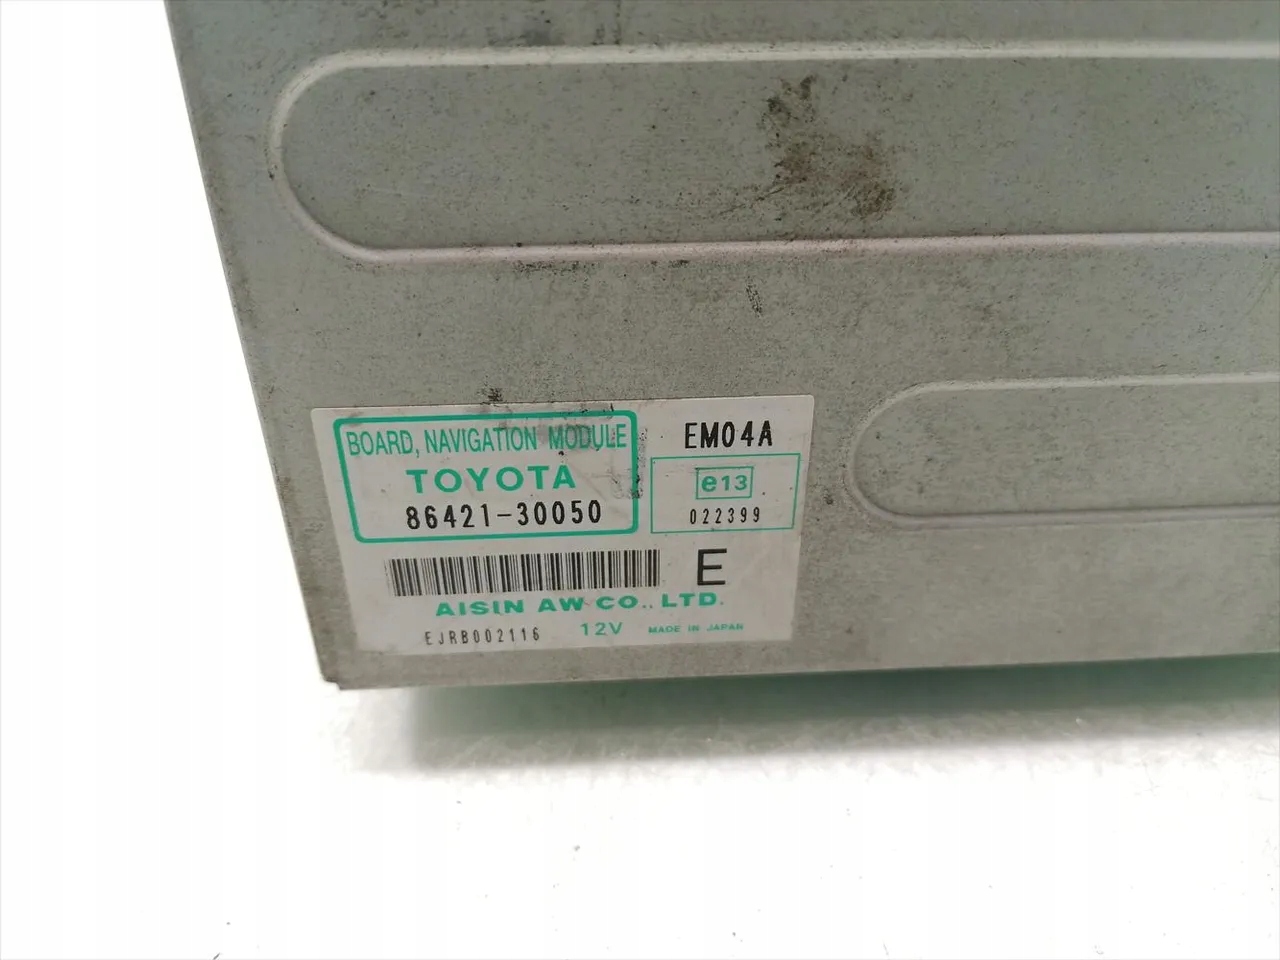 BOARD, NAVIGATION MODULE
TOYOTA
86421-30050
EM04A
e13
022399
E
AISIN AW CO., LTD.
EJRB002116
12V
MADE IN JAPAN